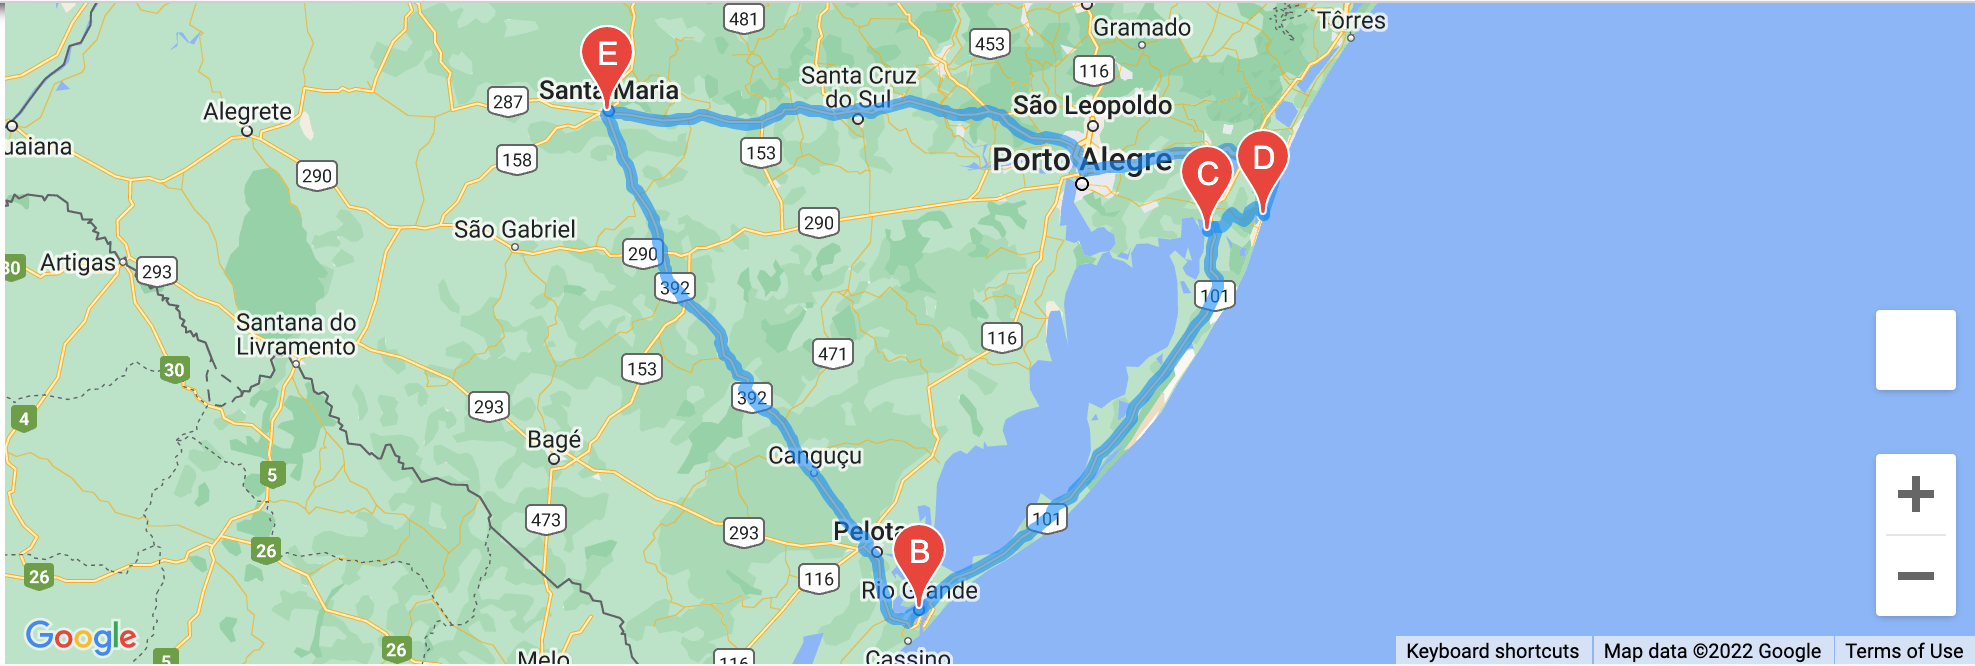 Tôrres
481
Gramado
453
E
116
Santa Cruz
do Sul
Santa Maria
287
São Leopoldo
Alegrete
uaiana
153
158
Porto Alegre
D
C
290
290
São Gabriel
290
Artigas
293
30
392
101
Santana do
Livramento
116
471
30
153
392
293
4
Bagé
Canguçu
5
473
101
293
Pelota
B
26
26
116
Rio Grande
Google
26
5
Melo
116
Cassino
Keyboard shortcuts
Map data ©2022 Google
Terms of Use